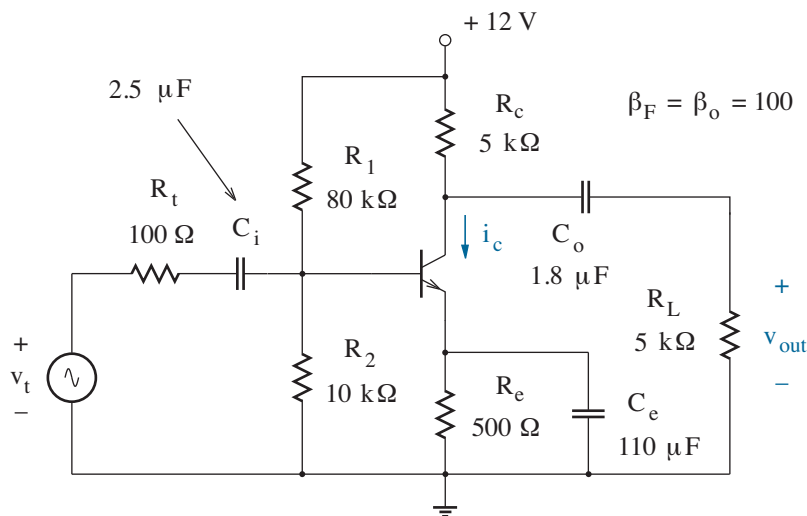 + 12 V
2.5 μF
R_c
5 kΩ
β_F = β_o = 100
R_1
80 kΩ
R_t
100 Ω
C_i
i_c
C_o
1.8 μF
R_L
5 kΩ
+
v_out
−
+
v_t
−
R_2
10 kΩ
R_e
500 Ω
C_e
110 μF